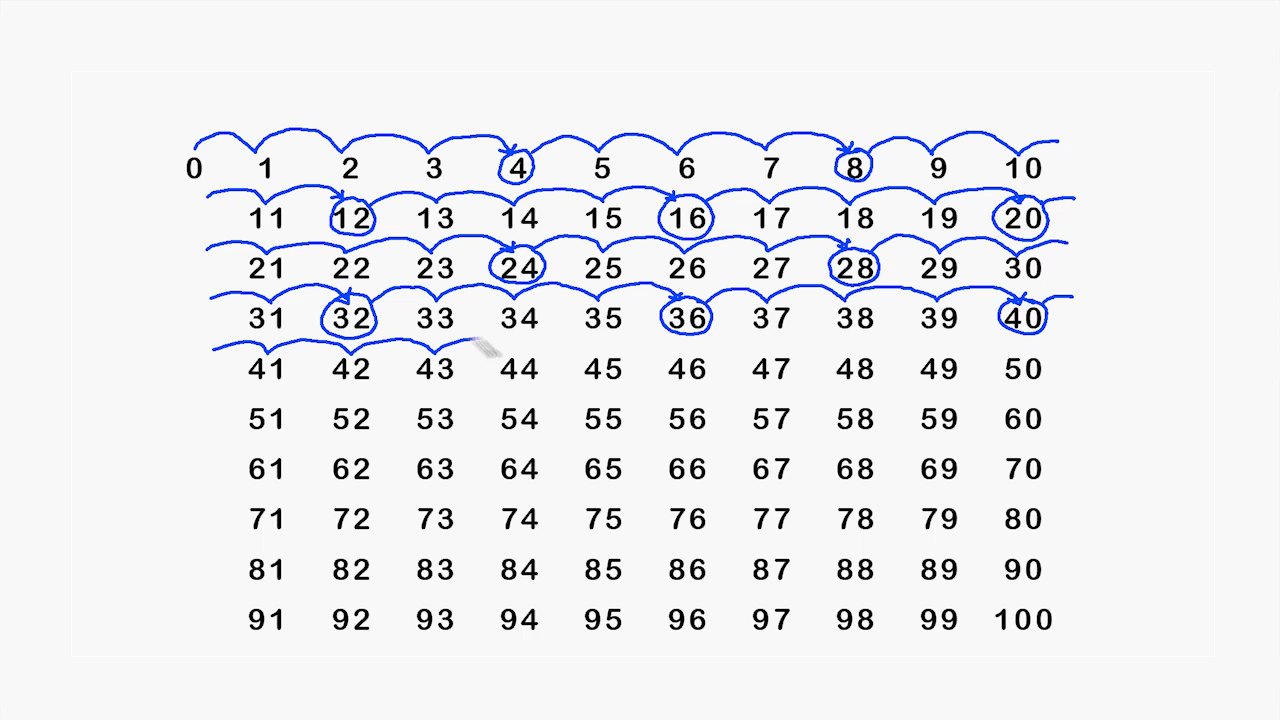 0 1 2 3 4 5 6 7 8 9 10
11 12 13 14 15 16 17 18 19 20
21 22 23 24 25 26 27 28 29 30
31 32 33 34 35 36 37 38 39 40
41 42 43 44 45 46 47 48 49 50
51 52 53 54 55 56 57 58 59 60
61 62 63 64 65 66 67 68 69 70
71 72 73 74 75 76 77 78 79 80
81 82 83 84 85 86 87 88 89 90
91 92 93 94 95 96 97 98 99 100